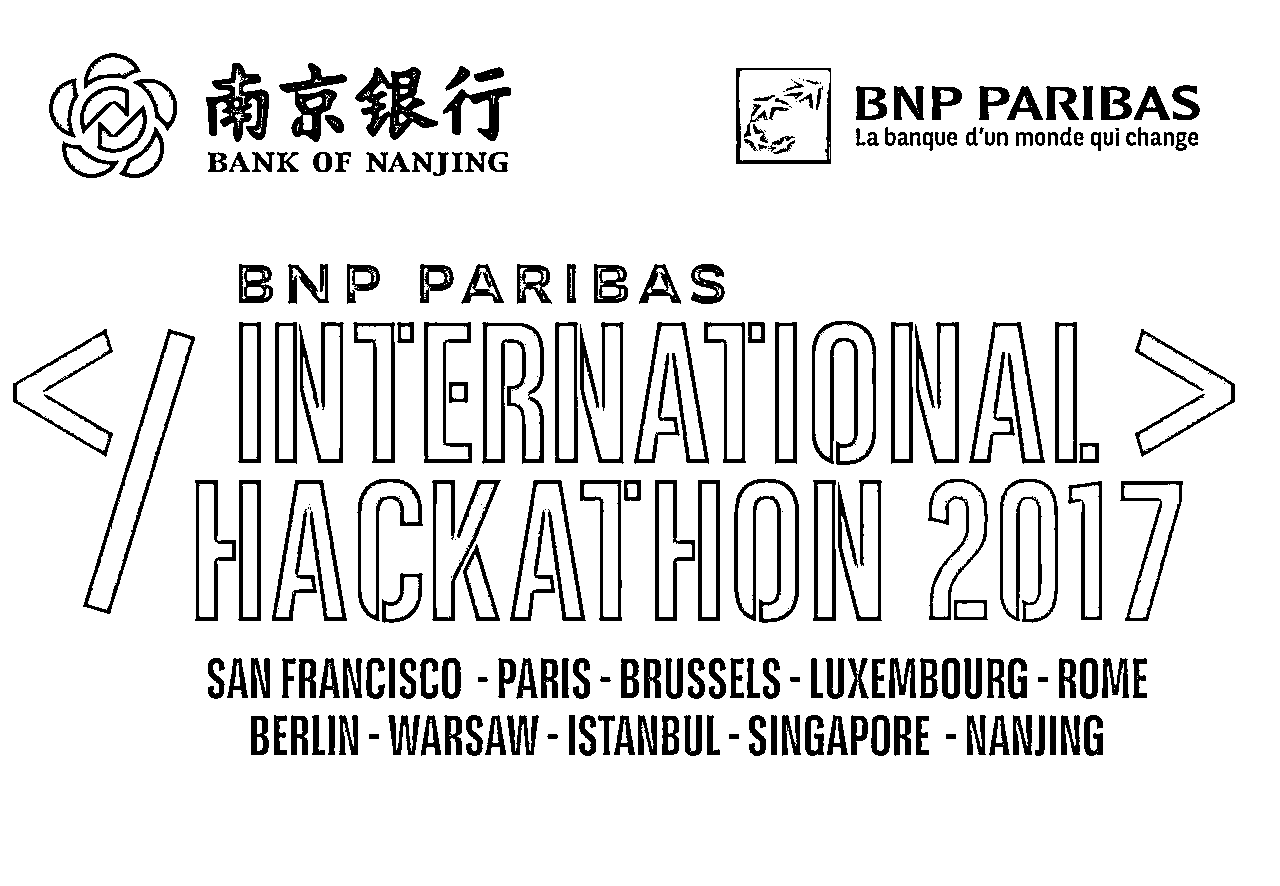 南京银行
BANK OF NANJING
BNP PARIBAS
La banque d'un monde qui change
BNP PARIBAS
</ INTERNATIONAL >
HACKATHON 2017
SAN FRANCISCO - PARIS - BRUSSELS - LUXEMBOURG - ROME
BERLIN - WARSAW - ISTANBUL - SINGAPORE - NANJING